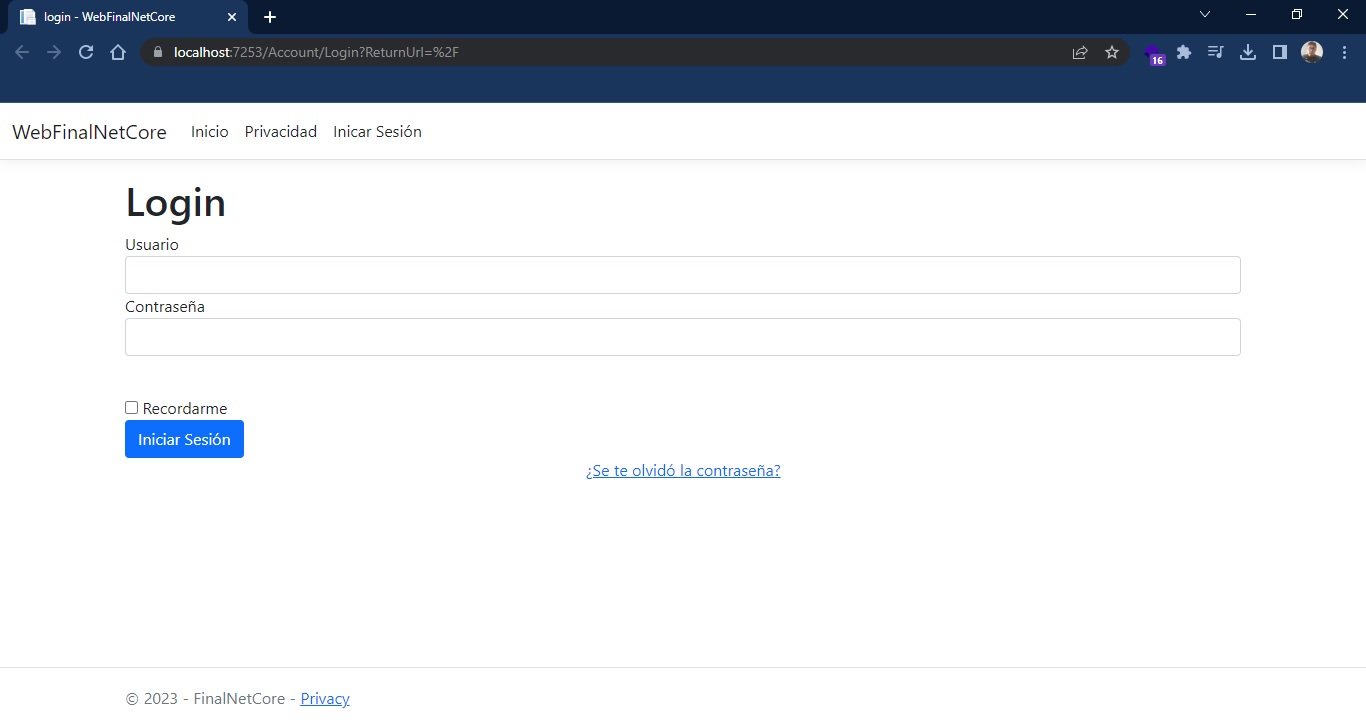 login - WebFinalNetCore
localhost:7253/Account/Login?ReturnUrl=%2F
16
WebFinalNetCore Inicio Privacidad Inicar Sesión
Login
Usuario
Contraseña
Recordarme
Iniciar Sesión
¿Se te olvidó la contraseña?
© 2023 - FinalNetCore - Privacy